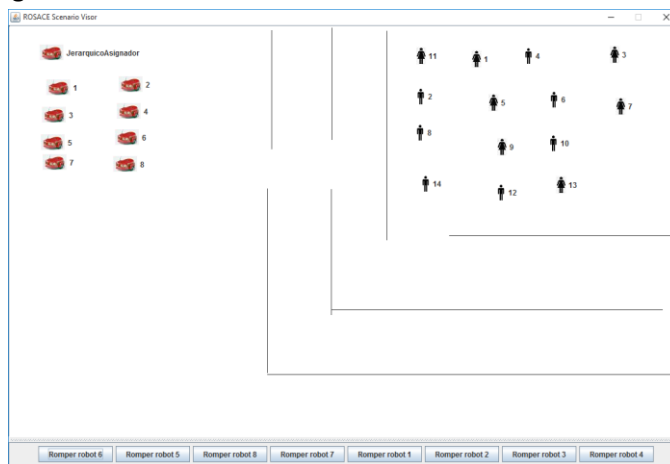 ROSACE Scenario Visor
JerarquicoAsignador
11
1
4
3
1
2
2
5
6
7
3
4
8
9
10
5
6
7
8
14
12
13
Romper robot 6
Romper robot 5
Romper robot 8
Romper robot 7
Romper robot 1
Romper robot 2
Romper robot 3
Romper robot 4